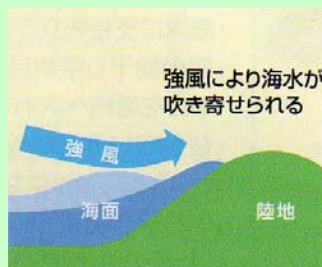 強風により海水が
吹き寄せられる
強風
海面
陸地